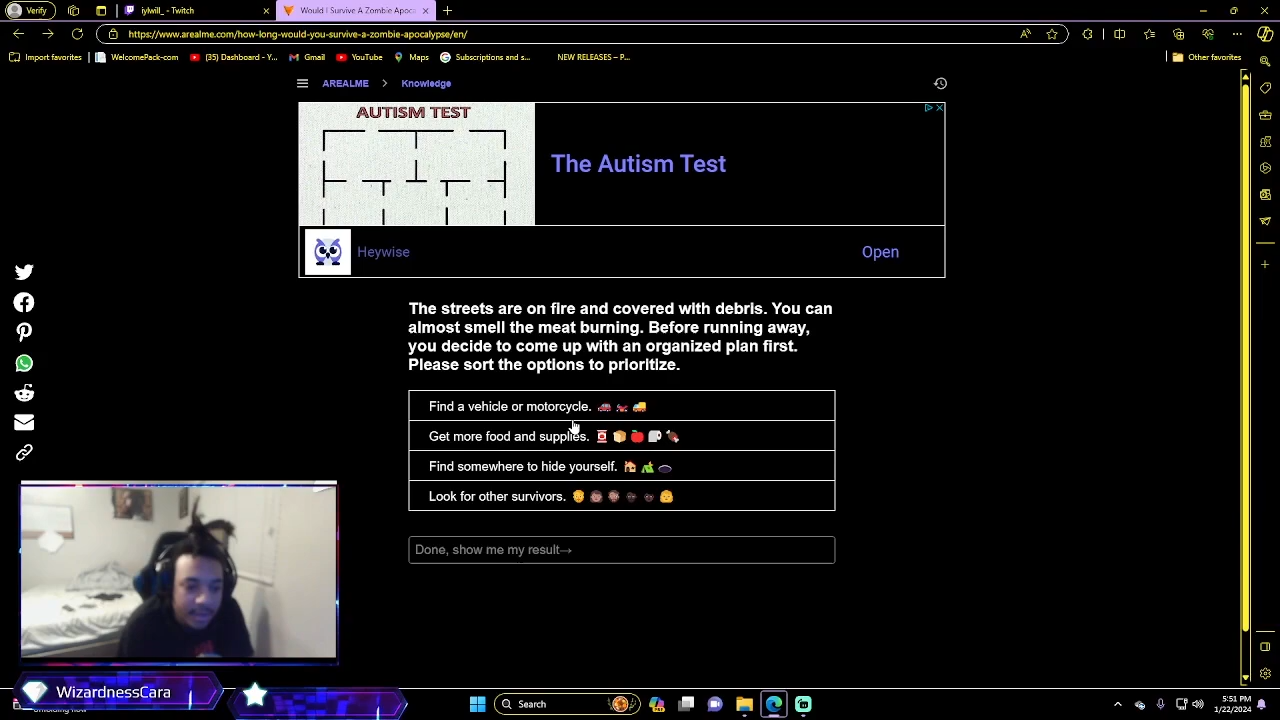 Verify
iylwill_ - Twitch
Would I Survive A Zombie Apoca
https://www.arealme.com/how-long-would-you-survive-a-zombie-apocalypse/en/
Import favorites
WelcomePack-com
(35) Dashboard - Y...
Gmail
YouTube
Maps
Subscriptions and s...
NEW RELEASES – P...
Other favorites
AREALME > Knowledge
AUTISM TEST
The Autism Test
Heywise
Open
The streets are on fire and covered with debris. You can
almost smell the meat burning. Before running away,
you decide to come up with an organized plan first.
Please sort the options to prioritize.
Find a vehicle or motorcycle.
Get more food and supplies.
Find somewhere to hide yourself.
Look for other survivors.
Done, show me my result→
WizardnessCara
Unfolding now
Search
5:51 PM
1/22/2024